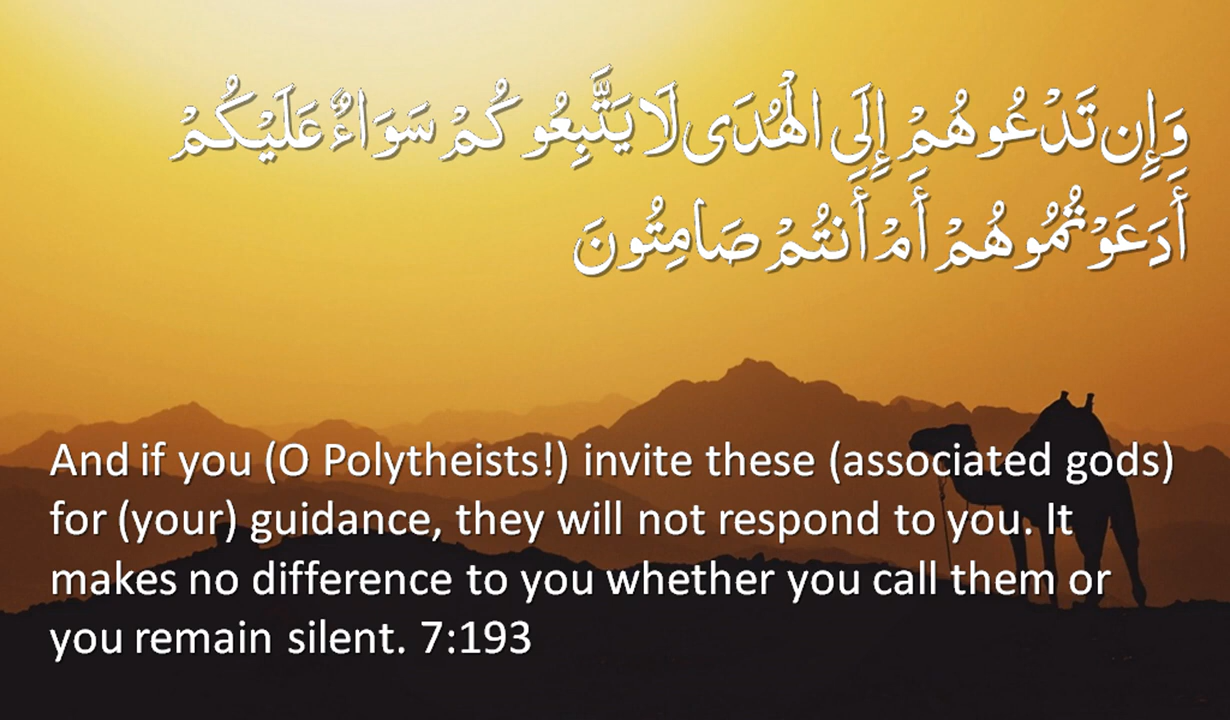 وَإِن تَدْعُوهُمْ إِلَى الْهُدَى لَا يَتَّبِعُوكُمْ سَوَاءٌ عَلَيْكُمْ
أَدَعَوْتُمُوهُمْ أَمْ أَنتُمْ صَامِتُونَ
And if you (O Polytheists!) invite these (associated gods)
for (your) guidance, they will not respond to you. It
makes no difference to you whether you call them or
you remain silent. 7:193